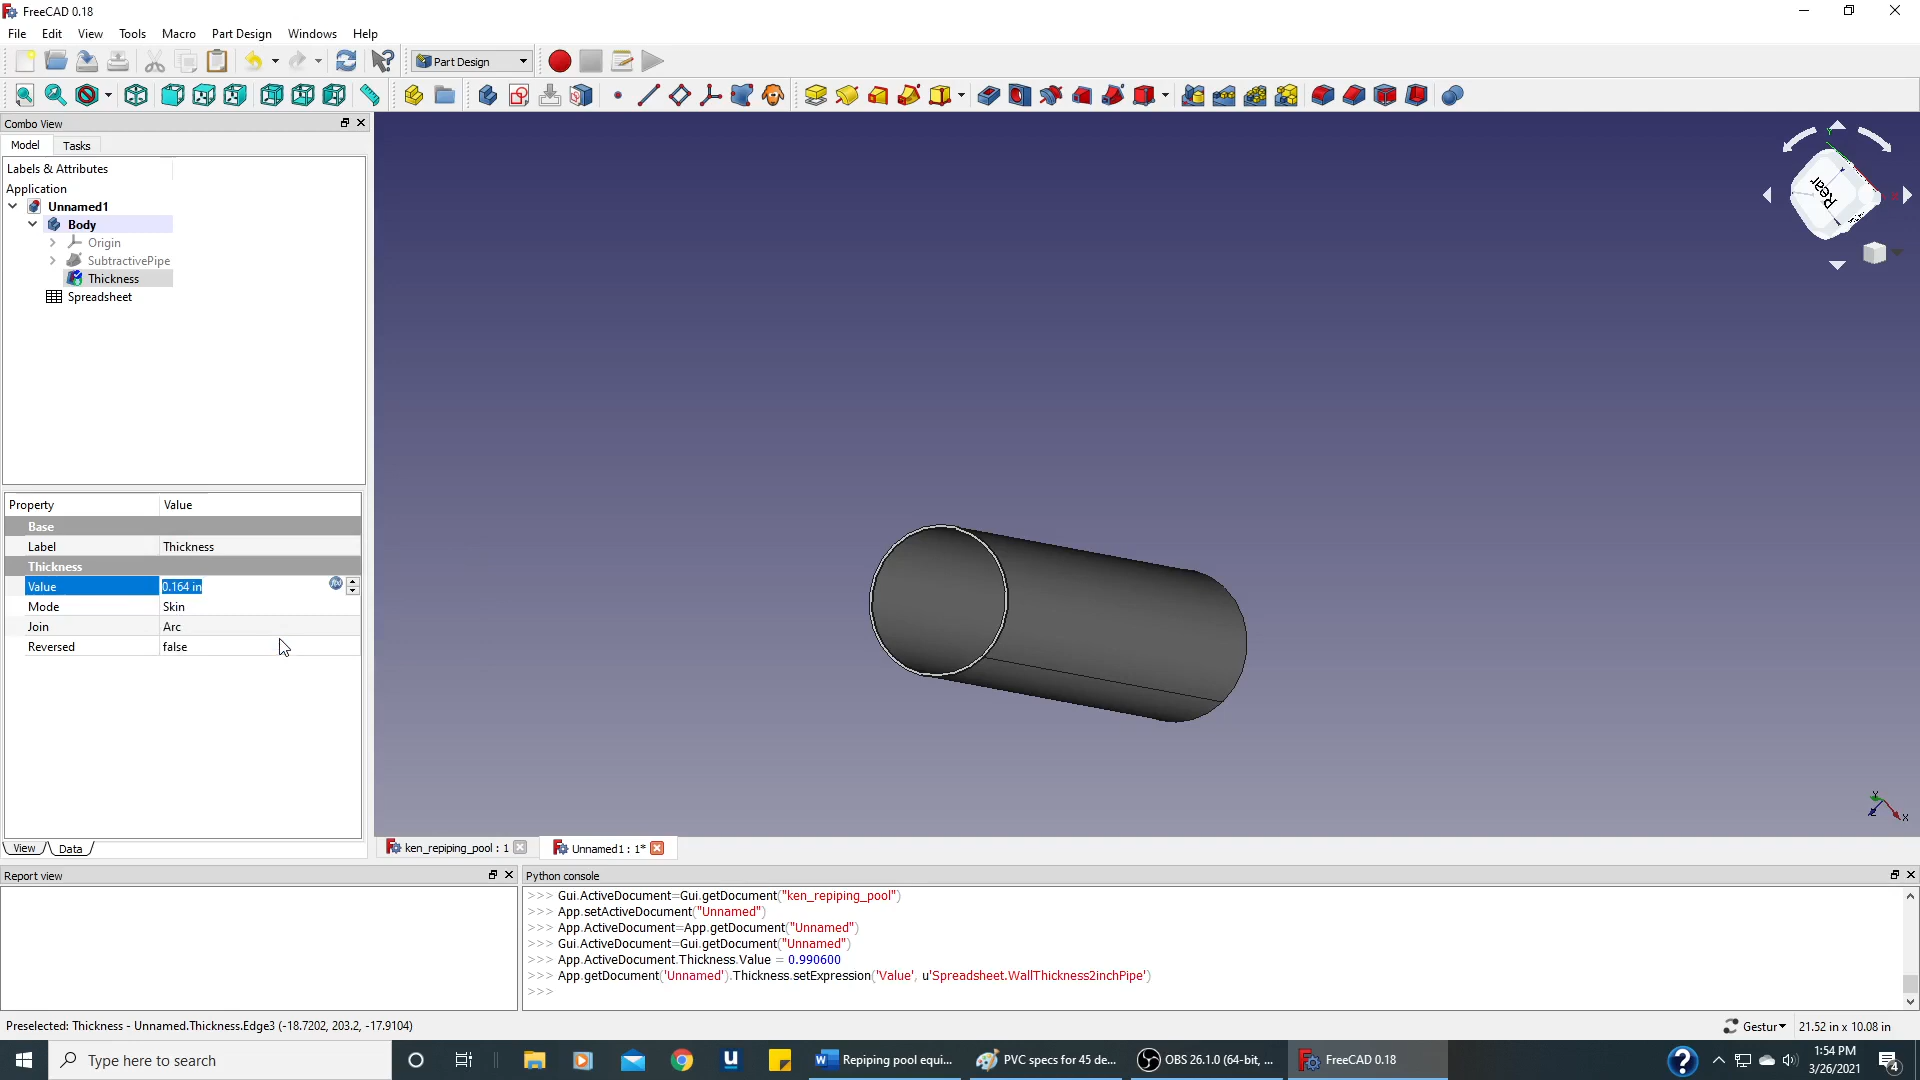 FreeCAD 0.18
File Edit View Tools Macro Part Design Windows Help
Part Design
Combo View
Model Tasks
Labels & Attributes
Application
Unnamed1
Body
Origin
SubtractivePipe
Thickness
Spreadsheet
Property Value
Base
Label Thickness
Thickness
Value 0.164 in
Mode Skin
Join Arc
Reversed false
View Data
Rear
Y
X
Z
Y
X
ken_repiping_pool : 1
Unnamed1 : 1*
Report view
Python console
>>> Gui.ActiveDocument=Gui.getDocument("ken_repiping_pool")
>>> App.setActiveDocument("Unnamed")
>>> App.ActiveDocument=App.getDocument("Unnamed")
>>> Gui.ActiveDocument=Gui.getDocument("Unnamed")
>>> App.ActiveDocument.Thickness.Value = 0.990600
>>> App.getDocument('Unnamed').Thickness.setExpression('Value', u'Spreadsheet.WallThickness2inchPipe')
>>>
Preselected: Thickness - Unnamed.Thickness.Edge3 (-18.7202, 203.2, -17.9104)
Gestur 21.52 in x 10.08 in
Type here to search
Repiping pool equi...
PVC specs for 45 de...
OBS 26.1.0 (64-bit, ...
FreeCAD 0.18
1:54 PM
3/26/2021
4